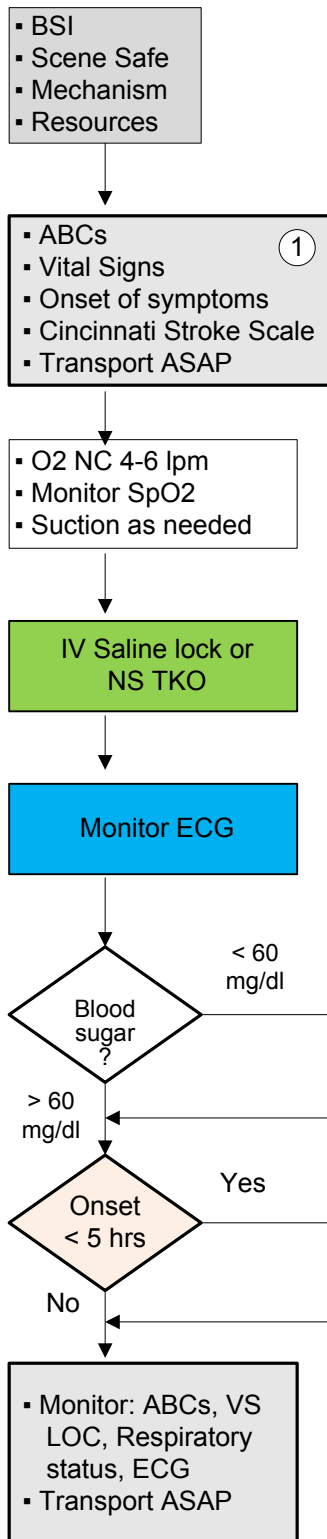 ▪ BSI
▪ Scene Safe
▪ Mechanism
▪ Resources
1
▪ ABCs
▪ Vital Signs
▪ Onset of symptoms
▪ Cincinnati Stroke Scale
▪ Transport ASAP
▪ O2 NC 4-6 lpm
▪ Monitor SpO2
▪ Suction as needed
IV Saline lock or
NS TKO
Monitor ECG
< 60
mg/dl
Blood
sugar
?
> 60
mg/dl
Onset
< 5 hrs
Yes
No
▪ Monitor: ABCs, VS
LOC, Respiratory
status, ECG
▪ Transport ASAP